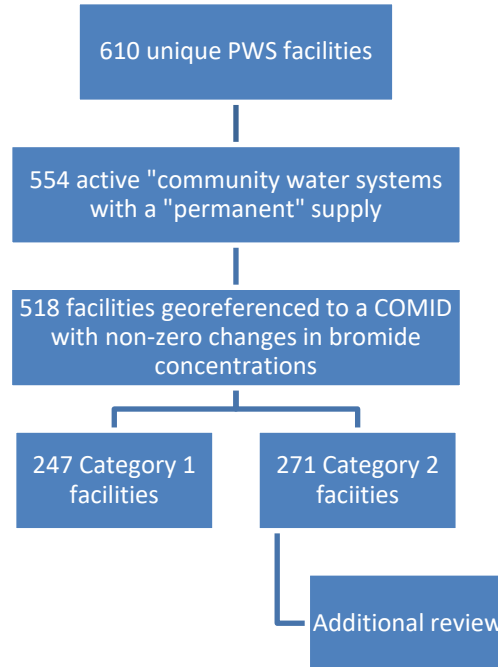 610 unique PWS facilities
554 active "community water systems
with a "permanent" supply
518 facilities georeferenced to a COMID
with non-zero changes in bromide
concentrations
247 Category 1
facilities
271 Category 2
faciities
Additional review